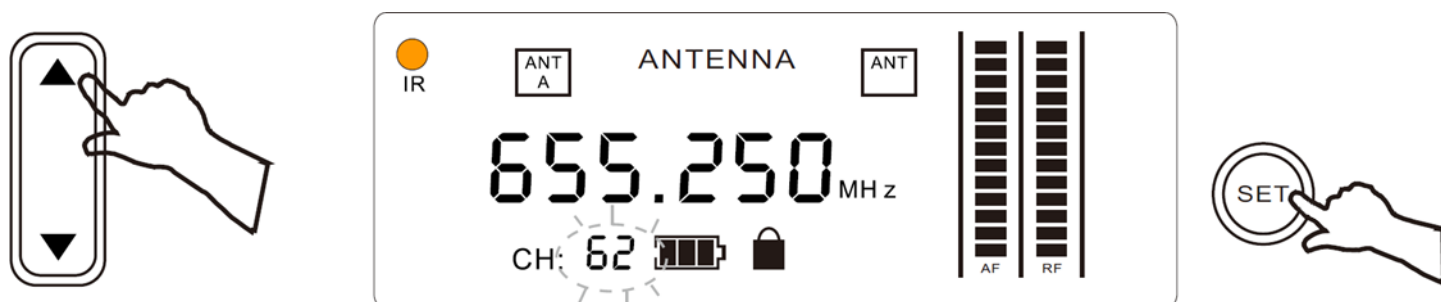 IR
ANT
A
ANTENNA
ANT
655.250 MHz
CH: 62
AF RF
SET